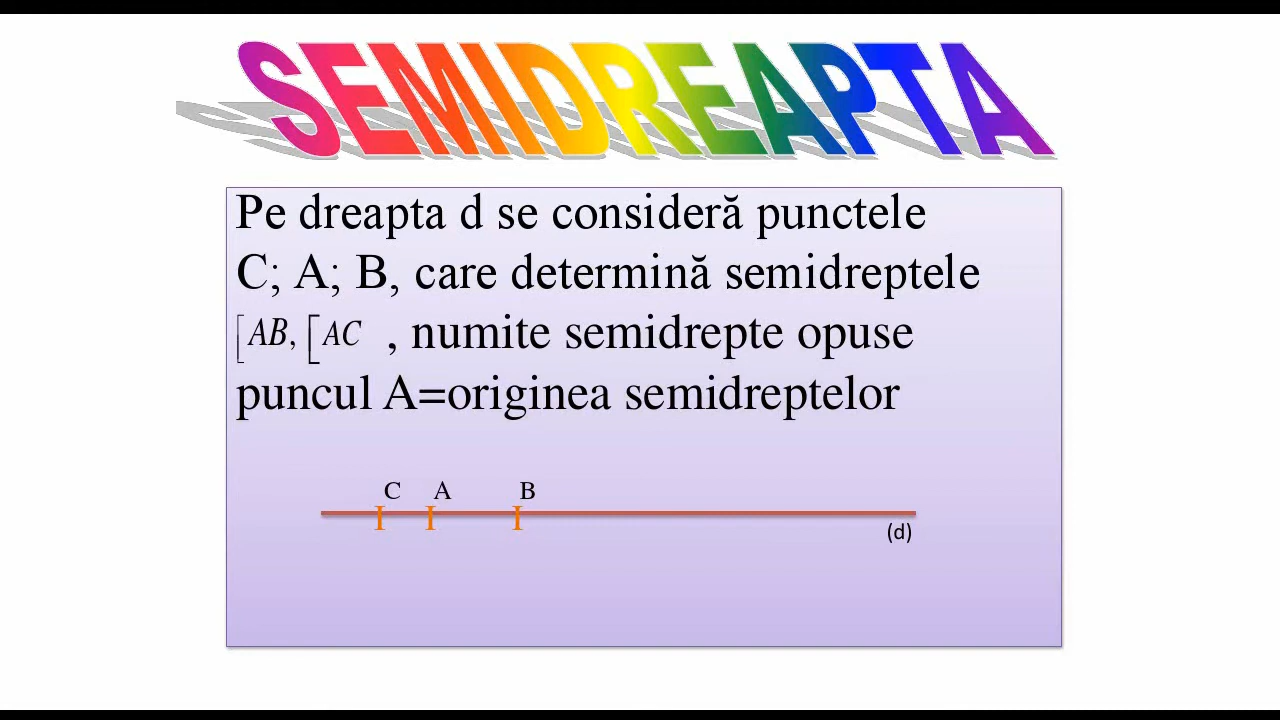 SEMIDREAPTA
Pe dreapta d se consideră punctele
C; A; B, care determină semidreptele
[AB, [AC , numite semidrepte opuse
puncul A=originea semidreptelor
C A B
(d)